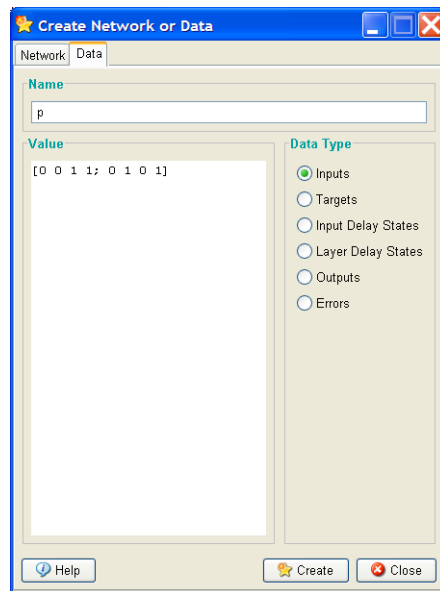 Create Network or Data
Network Data
Name
p
Value
[0 0 1 1; 0 1 0 1]
Data Type
Inputs
Targets
Input Delay States
Layer Delay States
Outputs
Errors
Help
Create
Close